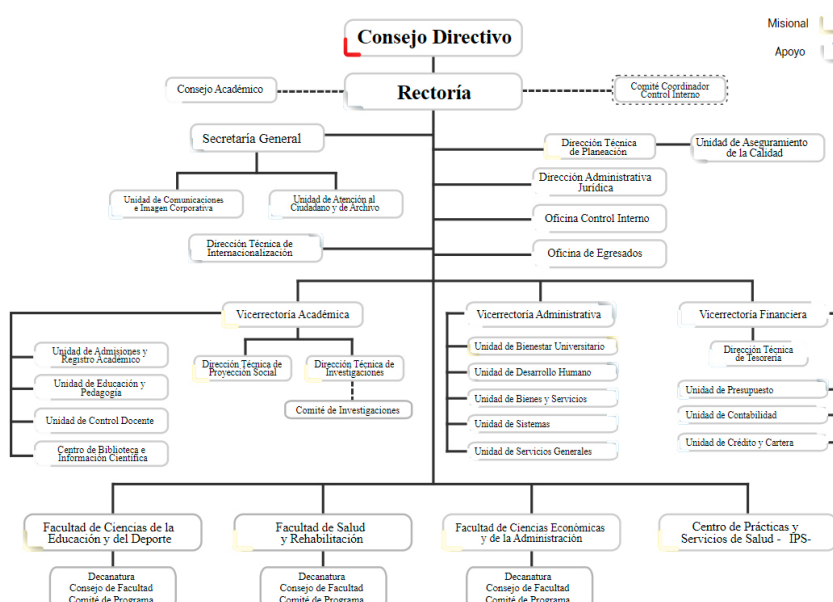 Consejo Directivo
Misional
Apoyo
Consejo Académico
Rectoría
Comité Coordinador
Control Interno
Secretaría General
Dirección Técnica
de Planeación
Unidad de Aseguramiento
de la Calidad
Unidad de Comunicaciones
e Imagen Corporativa
Unidad de Atención al
Ciudadano y de Archivo
Dirección Administrativa
Jurídica
Oficina Control Interno
Dirección Técnica de
Internacionalización
Oficina de Egresados
Vicerrectoría Académica
Vicerrectoría Administrativa
Vicerrectoría Financiera
Unidad de Admisiones y
Registro Académico
Unidad de Educación y
Pedagogía
Unidad de Control Docente
Centro de Biblioteca e
Información Científica
Dirección Técnica de
Proyección Social
Dirección Técnica de
Investigaciones
Comité de Investigaciones
Unidad de Bienestar Universitario
Unidad de Desarrollo Humano
Unidad de Bienes y Servicios
Unidad de Sistemas
Unidad de Servicios Generales
Dirección Técnica
de Tesorería
Unidad de Presupuesto
Unidad de Contabilidad
Unidad de Crédito y Cartera
Facultad de Ciencias de la
Educación y del Deporte
Facultad de Salud
y Rehabilitación
Facultad de Ciencias Económicas
y de la Administración
Centro de Prácticas y
Servicios de Salud - IPS-
Decanatura
Consejo de Facultad
Comité de Programa
Decanatura
Consejo de Facultad
Comité de Programa
Decanatura
Consejo de Facultad
Comité de Programa